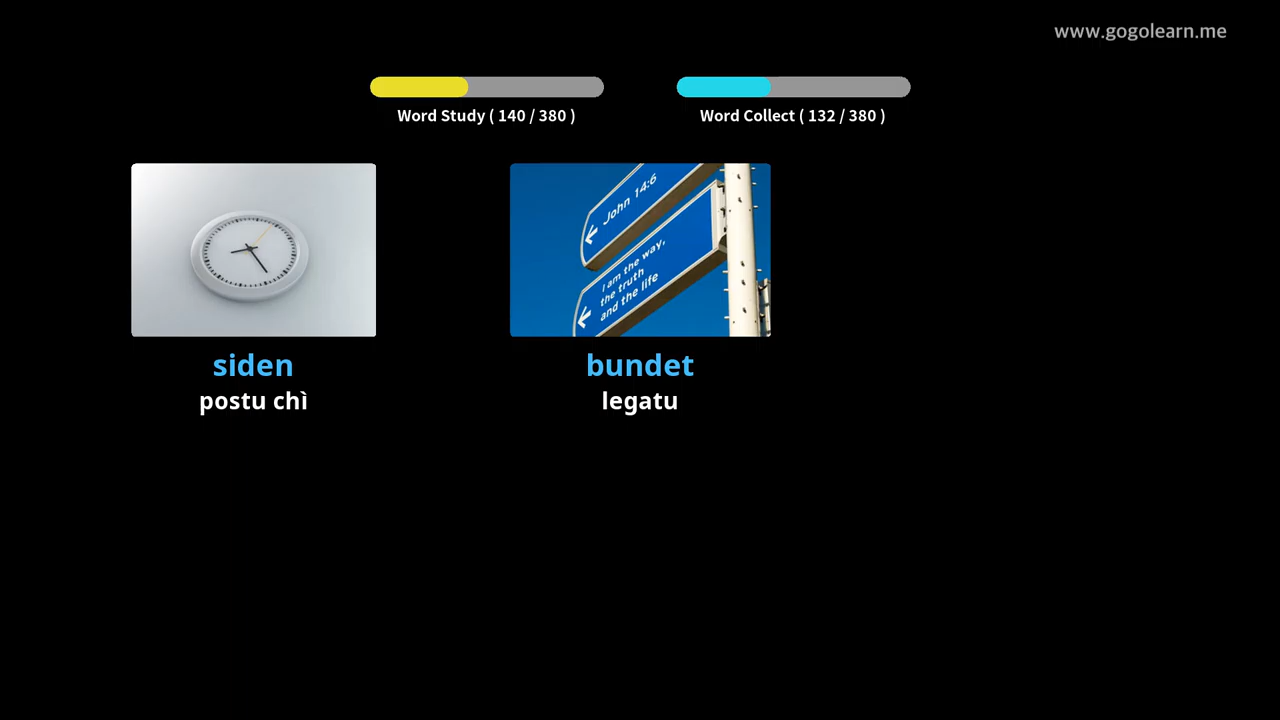 www.gogolearn.me
Word Study ( 140 / 380 )
Word Collect ( 132 / 380 )
John 14:6
I am the way,
the truth
and the life
siden
bundet
postu chì
legatu